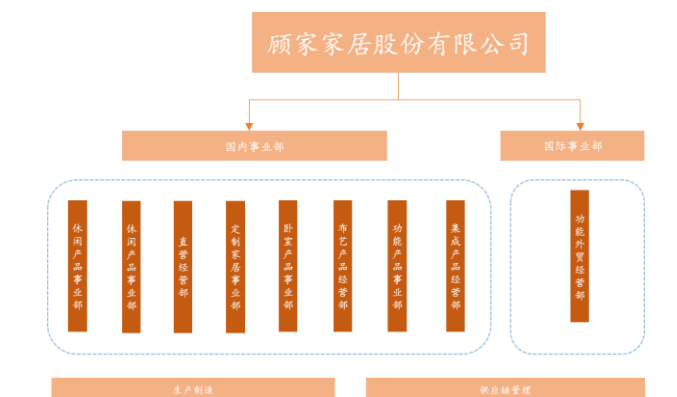 顾家家居股份有限公司
国内事业部
国际事业部
休闲产品事业部
休闲产品事业部
直营经营部
定制家居事业部
卧室产品事业部
布艺产品经营部
功能产品事业部
集成产品经营部
功能外贸经营部
生产制造
供应链管理